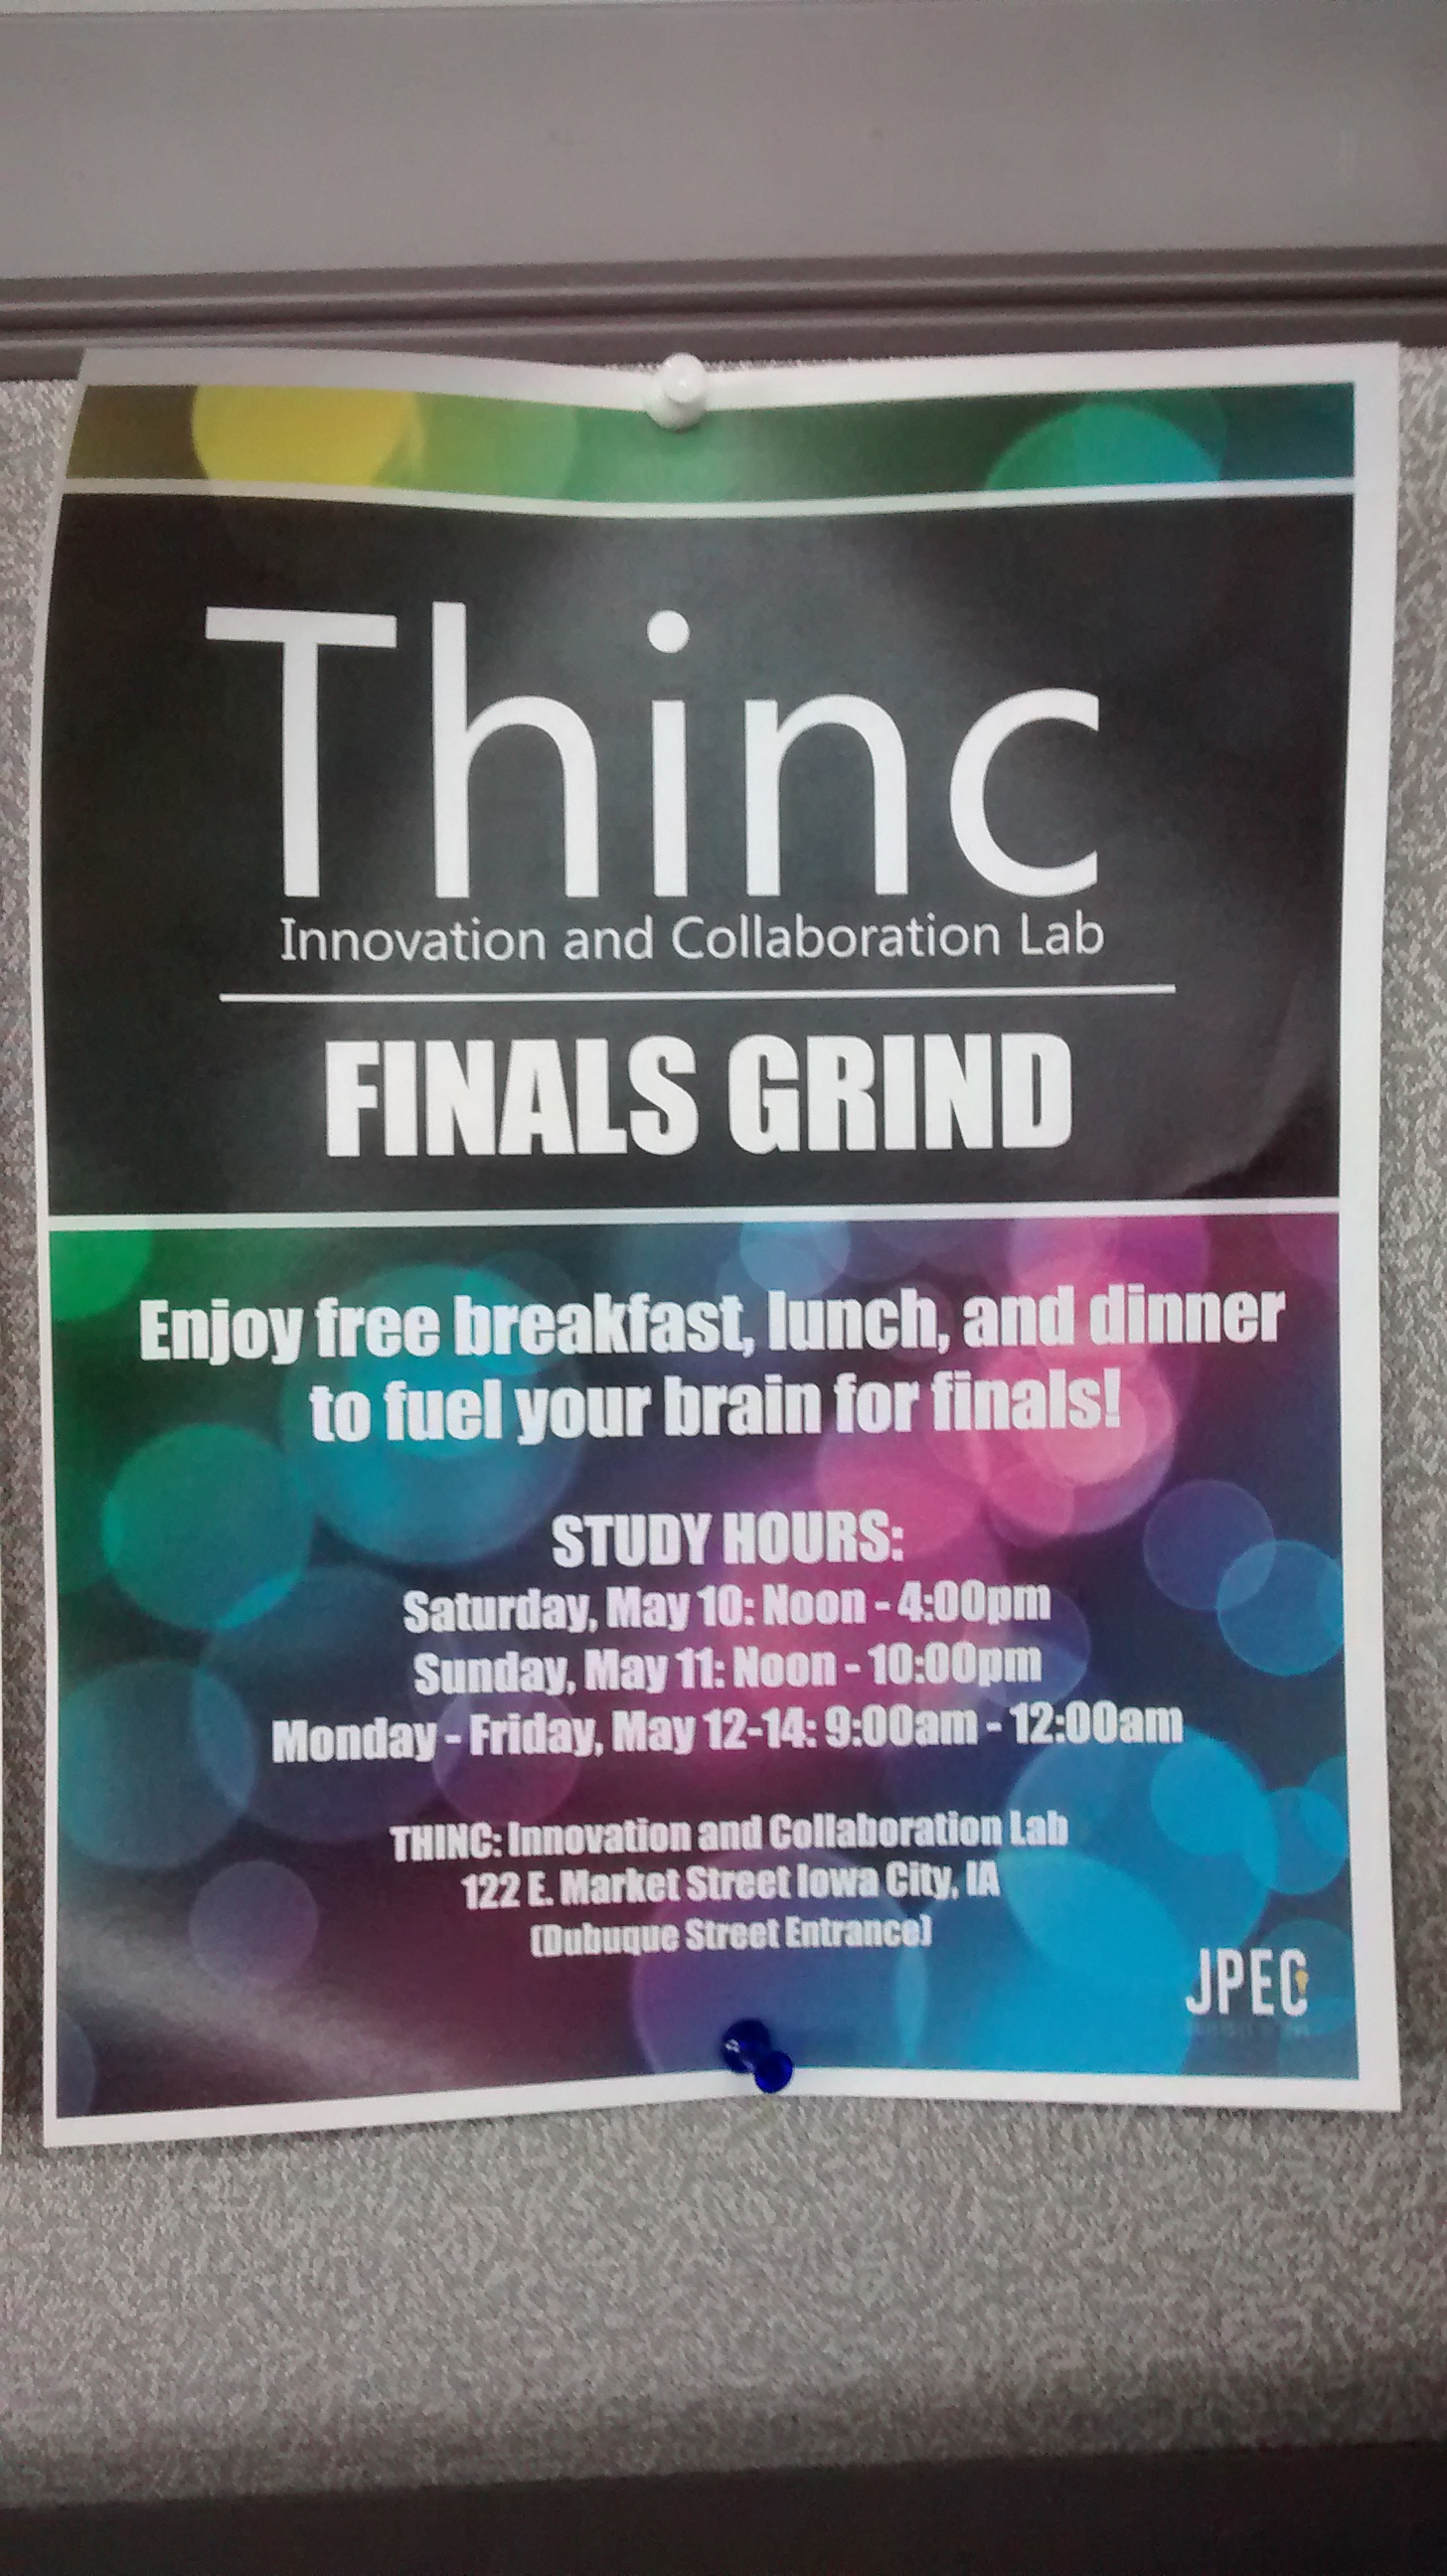 Thinc
Innovation and Collaboration Lab
FINALS GRIND
Enjoy free breakfast, lunch, and dinner
to fuel your brain for finals!
STUDY HOURS:
Saturday, May 10: Noon - 4:00pm
Sunday, May 11: Noon - 10:00pm
Monday - Friday, May 12-14: 9:00am - 12:00am
THINC: Innovation and Collaboration Lab
122 E. Market Street Iowa City, IA
(Dubuque Street Entrance)
JPEC